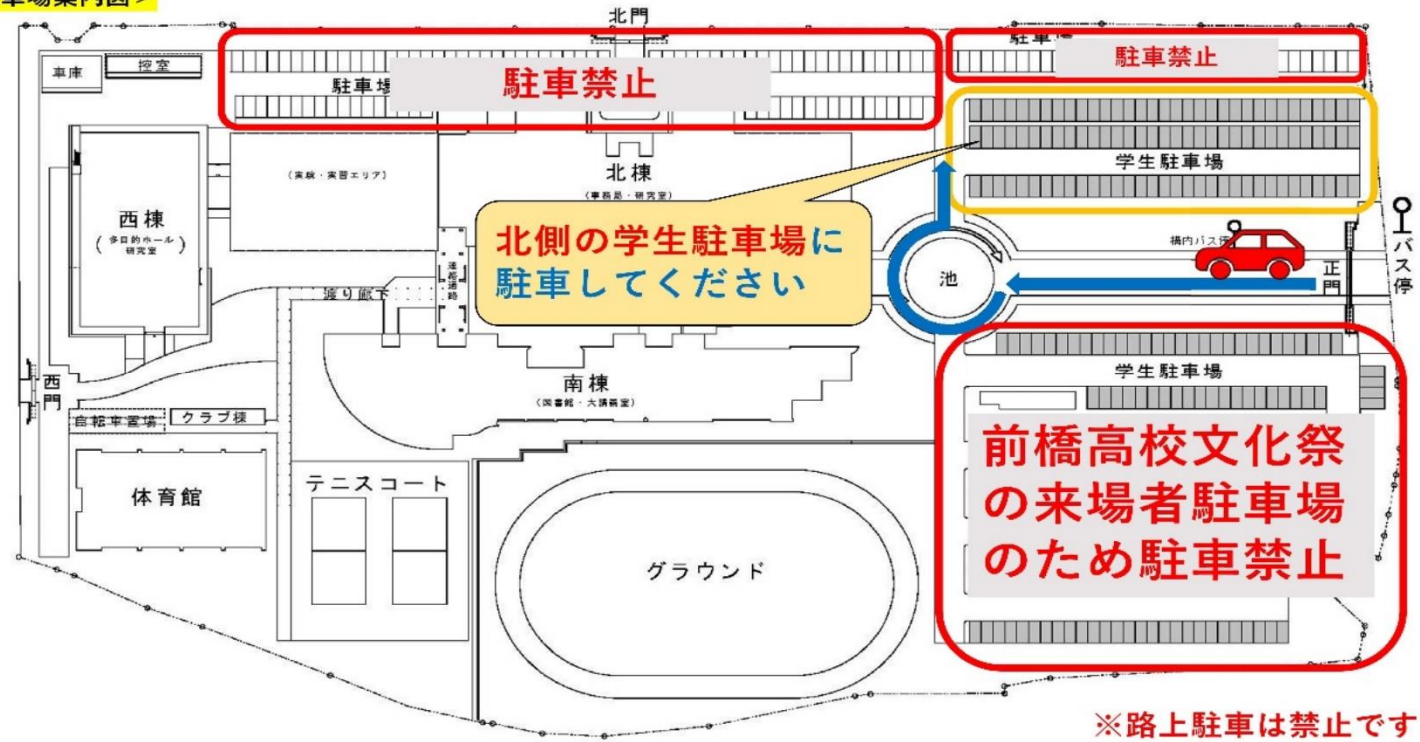 車場案内図>
北門
車庫
控室
駐車場
駐車禁止
駐車場
駐車禁止
学生駐車場
(実験・実習エリア)
北棟
(事務局・研究室)
西棟
(多目的ホール
研究室)
北側の学生駐車場に
駐車してください
連絡通路
渡り廊下
池
構内バス停
正門
バス停
西門
自転車置場
クラブ棟
南棟
(図書館・大講義室)
学生駐車場
体育館
テニスコート
グラウンド
前橋高校文化祭
の来場者駐車場
のため駐車禁止
※路上駐車は禁止です